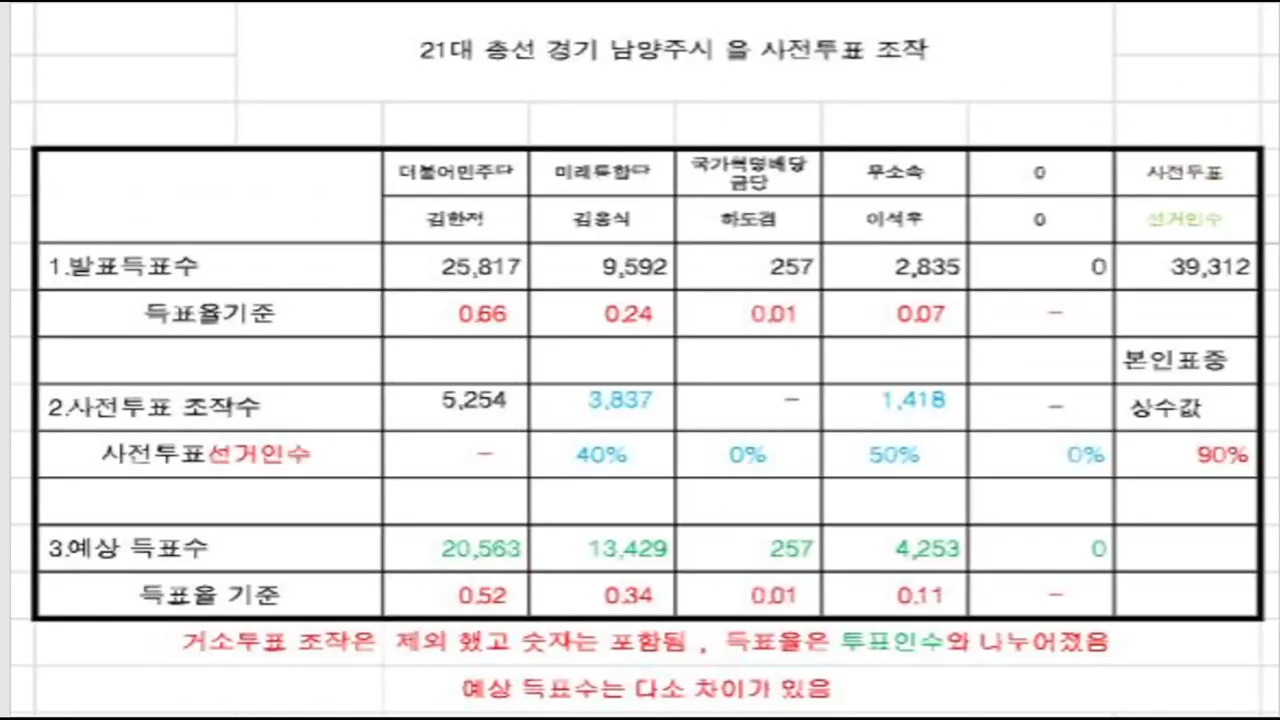 21대 총선 경기 남양주시 을 사전투표 조작
더불어민주당 미래통합당 국가혁명배당금당 무소속 0 사전투표
김한정 김용식 하도겸 이석우 0 선거인수
1.발표득표수 25,817 9,592 257 2,835 0 39,312
득표율기준 0.66 0.24 0.01 0.07 -
본인표중
2.사전투표 조작수 5,254 3,837 - 1,418 - 상수값
사전투표선거인수 - 40% 0% 50% 0% 90%
3.예상 득표수 20,563 13,429 257 4,253 0
득표율 기준 0.52 0.34 0.01 0.11 -
거소투표 조작은 제외 했고 숫자는 포함됨 , 득표율은 투표인수와 나누어졌음
예상 득표수는 다소 차이가 있음